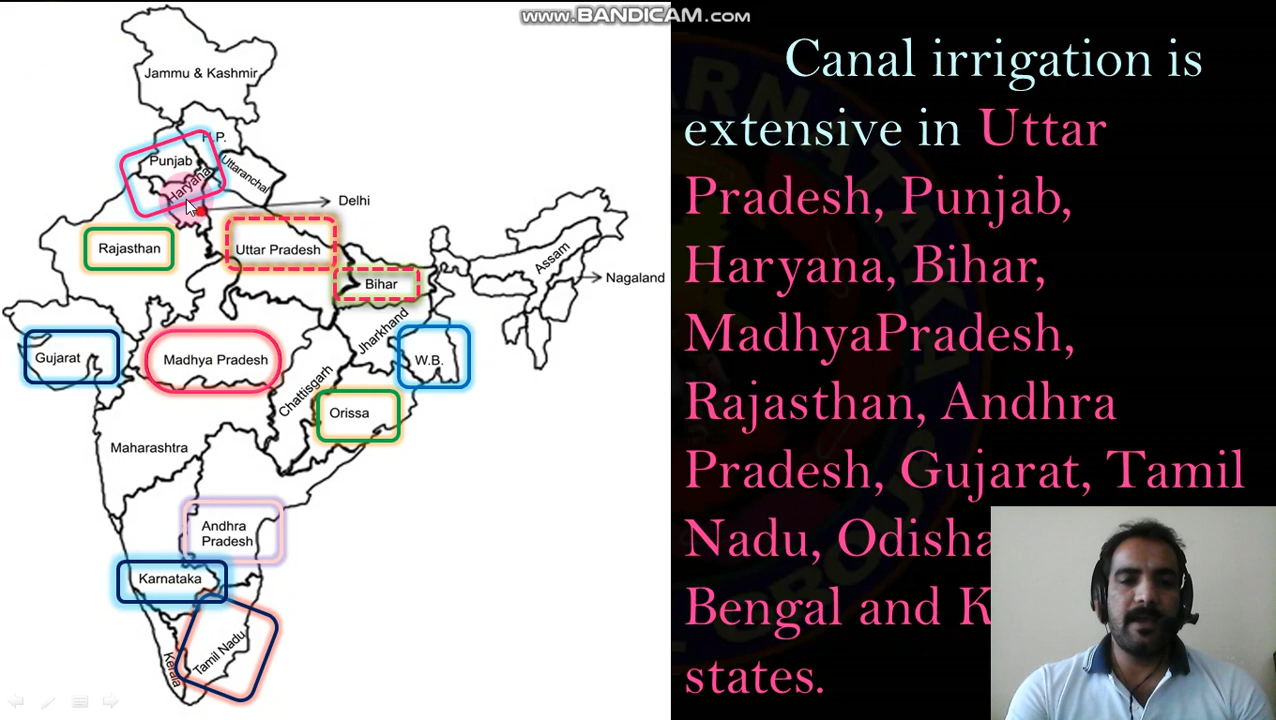 www.BANDICAM.com
Jammu & Kashmir
H.P.
Punjab
Haryana
Uttaranchal
Delhi
Rajasthan
Uttar Pradesh
Bihar
Assam
Nagaland
Gujarat
Madhya Pradesh
Jharkhand
W.B.
Chattisgarh
Orissa
Maharashtra
Andhra
Pradesh
Karnataka
Tamil Nadu
Kerala
Canal irrigation is
extensive in Uttar
Pradesh, Punjab,
Haryana, Bihar,
MadhyaPradesh,
Rajasthan, Andhra
Pradesh, Gujarat, Tamil
Nadu, Odisha
Bengal and K
states.